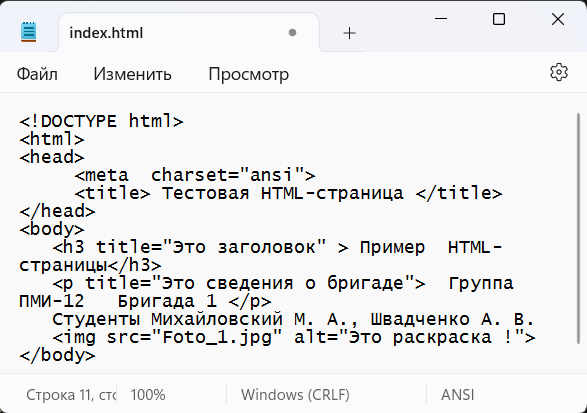 index.html
Файл Изменить Просмотр
<!DOCTYPE html>
<html>
<head>
<meta  charset="ansi">
<title> Тестовая HTML-страница </title>
</head>
<body>
<h3 title="Это заголовок" > Пример  HTML-
страницы</h3>
<p title="Это сведения о бригаде">  Группа
ПМИ-12   Бригада 1 </p>
Студенты Михайловский М. А., Швадченко А. В.
<img src="Foto_1.jpg" alt="Это раскраска !">
</body>
Строка 11, 100% Windows (CRLF) ANSI